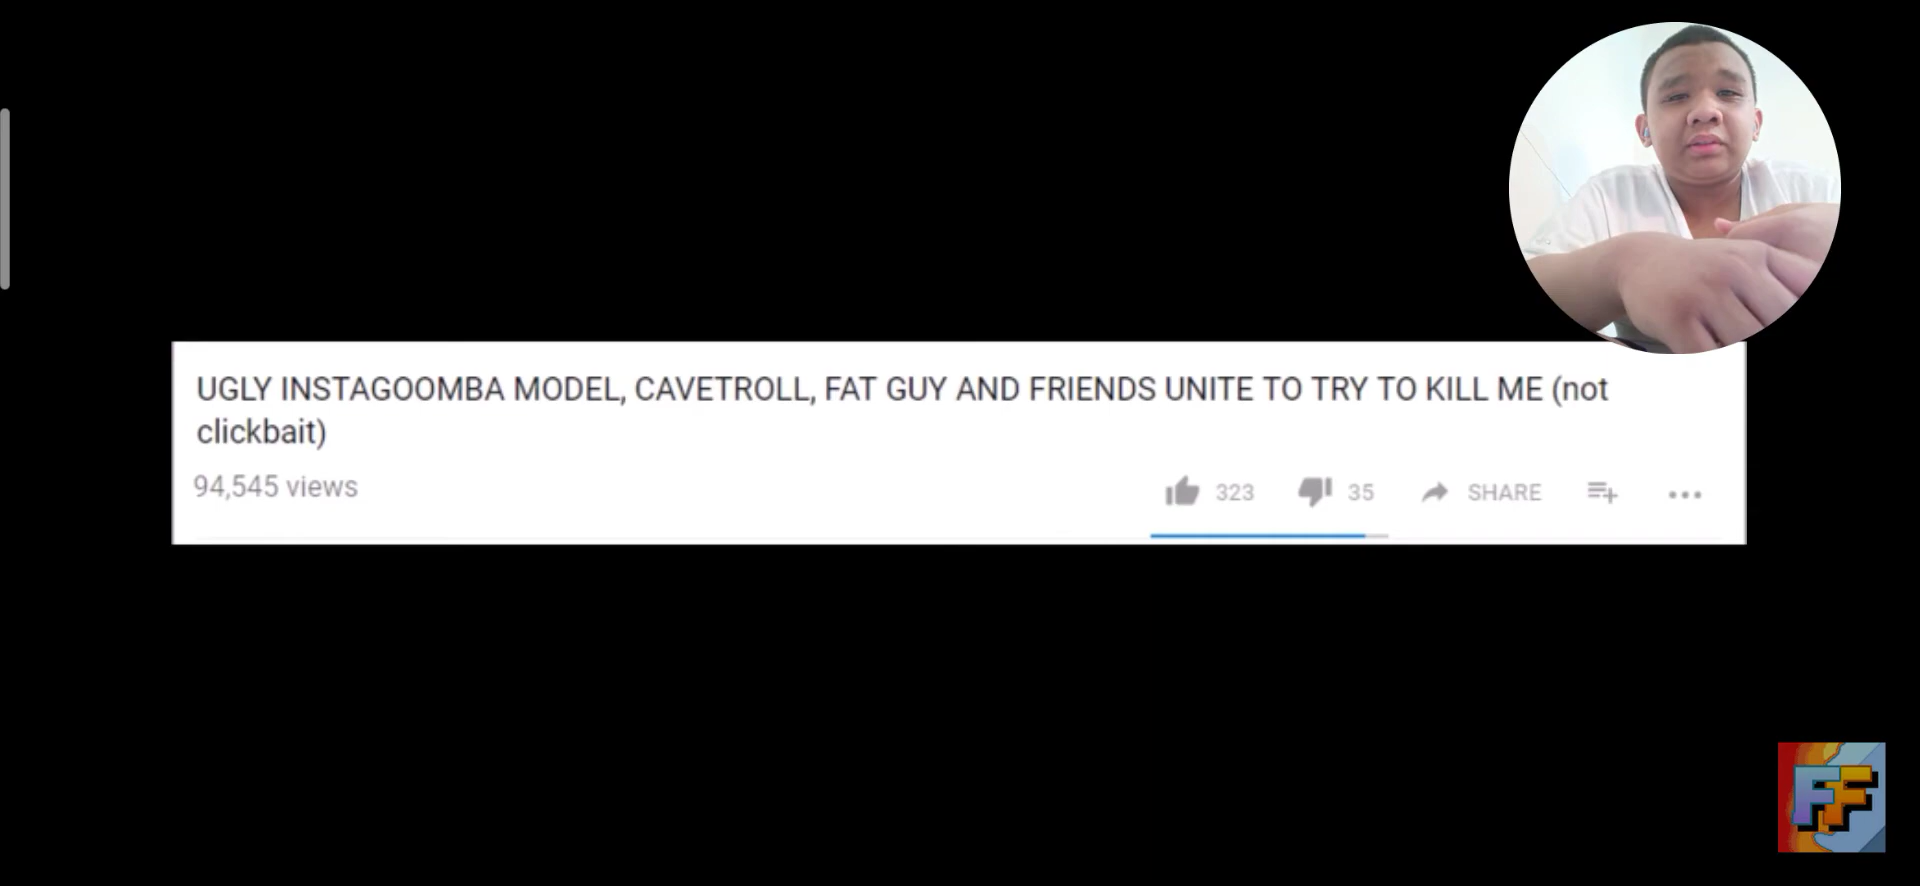 UGLY INSTAGOOMBA MODEL, CAVETROLL, FAT GUY AND FRIENDS UNITE TO TRY TO KILL ME (not
clickbait)
94,545 views
323 35 SHARE
FF